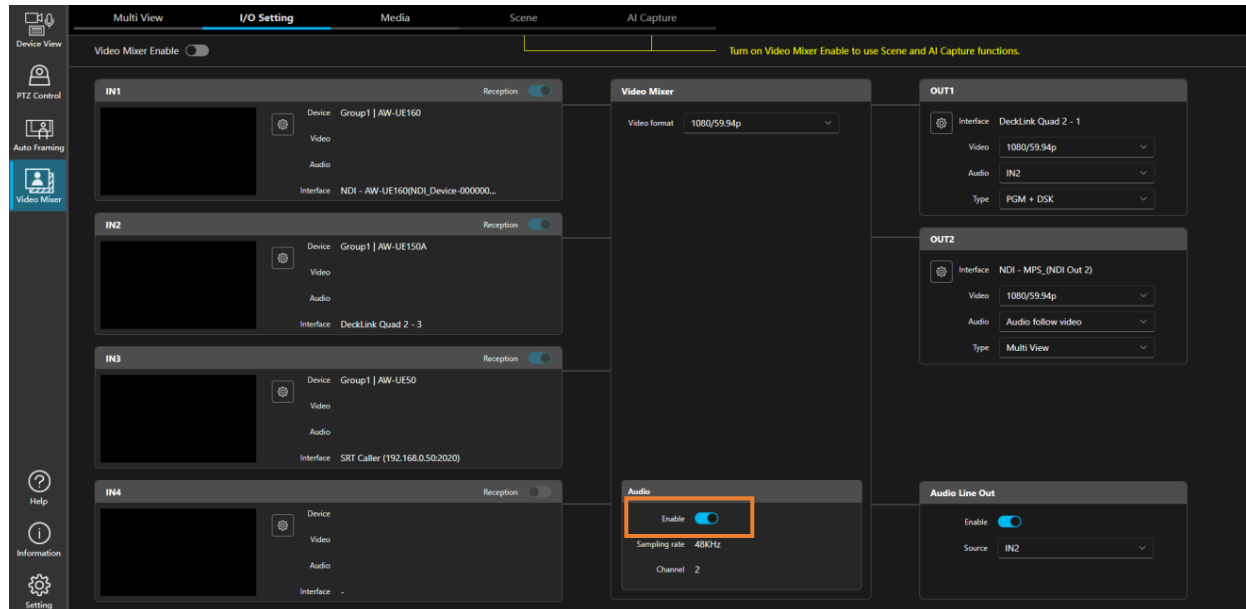 Multi View I/O Setting Media Scene AI Capture
Device View
Video Mixer Enable
Turn on Video Mixer Enable to use Scene and AI Capture functions.
PTZ Control
Auto Framing
Video Mixer
Help
Information
Setting
IN1 Reception
Device Group1 | AW-UE160
Video
Audio
Interface NDI - AW-UE160(NDI_Device-000000...
IN2 Reception
Device Group1 | AW-UE150A
Video
Audio
Interface DeckLink Quad 2 - 3
IN3 Reception
Device Group1 | AW-UE50
Video
Audio
Interface SRT Caller (192.168.0.50:2020)
IN4 Reception
Device
Video
Audio
Interface -
Video Mixer
Video format 1080/59.94p
Audio
Enable
Sampling rate 48KHz
Channel 2
OUT1
Interface DeckLink Quad 2 - 1
Video 1080/59.94p
Audio IN2
Type PGM + DSK
OUT2
Interface NDI - MPS_(NDI Out 2)
Video 1080/59.94p
Audio Audio follow video
Type Multi View
Audio Line Out
Enable
Source IN2